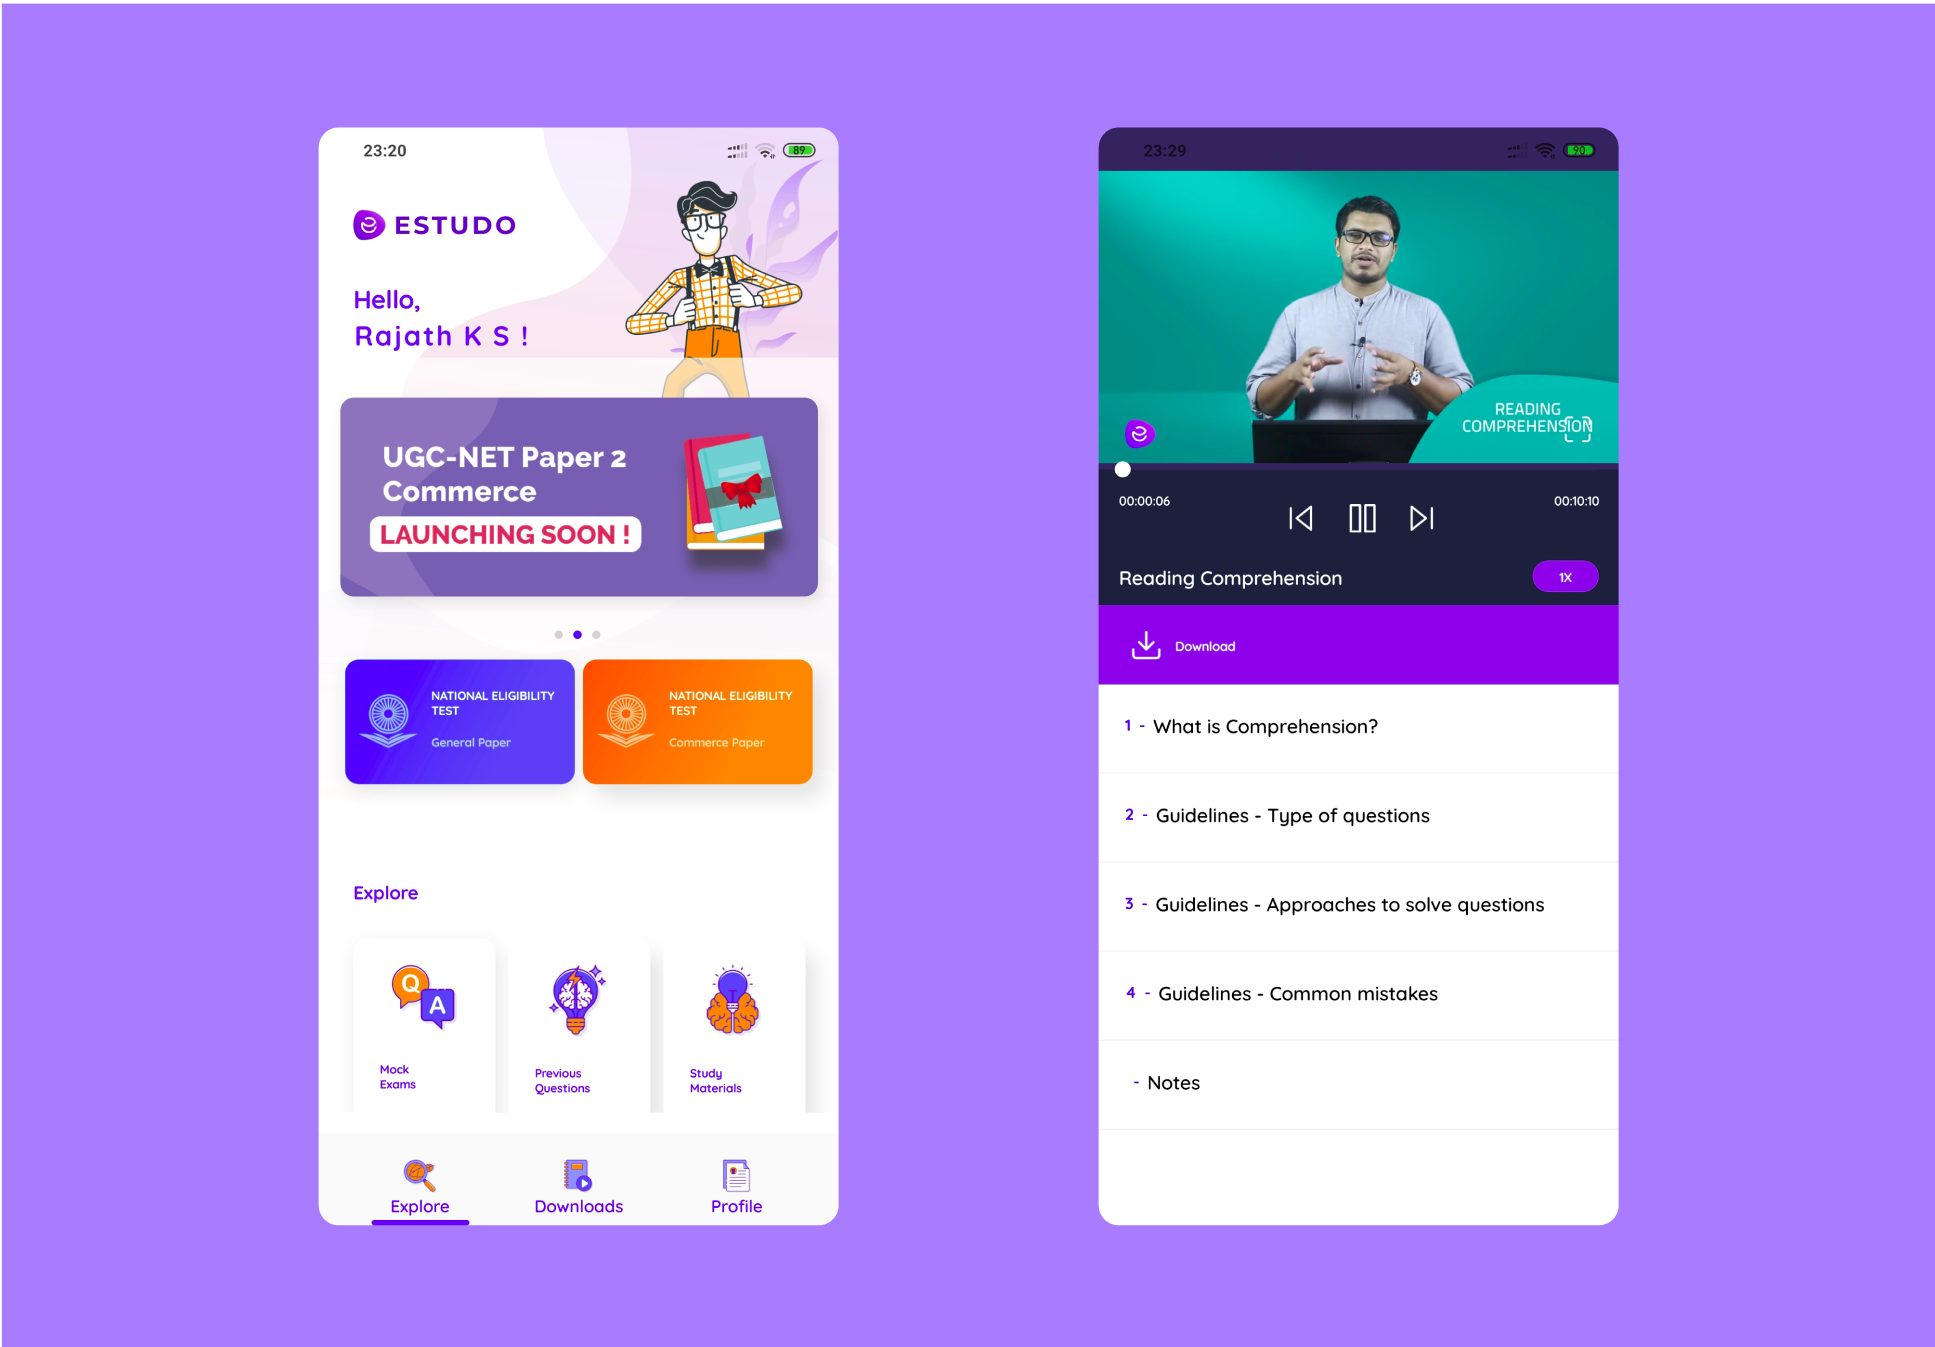 23:20
89
ESTUDO
Hello,
Rajath K S !
UGC-NET Paper 2
Commerce
LAUNCHING SOON !
NATIONAL ELIGIBILITY
TEST
General Paper
NATIONAL ELIGIBILITY
TEST
Commerce Paper
Explore
Q
A
Mock
Exams
Previous
Questions
Study
Materials
Explore
Downloads
Profile
23:29
90
READING
COMPREHENSION
00:00:06
00:10:10
Reading Comprehension
1X
Download
1 - What is Comprehension?
2 - Guidelines - Type of questions
3 - Guidelines - Approaches to solve questions
4 - Guidelines - Common mistakes
- Notes